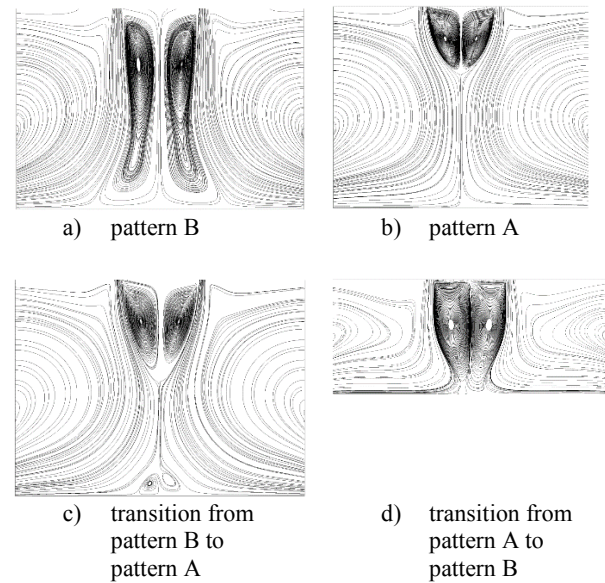 a) pattern B
b) pattern A
c) transition from
pattern B to
pattern A
d) transition from
pattern A to
pattern B